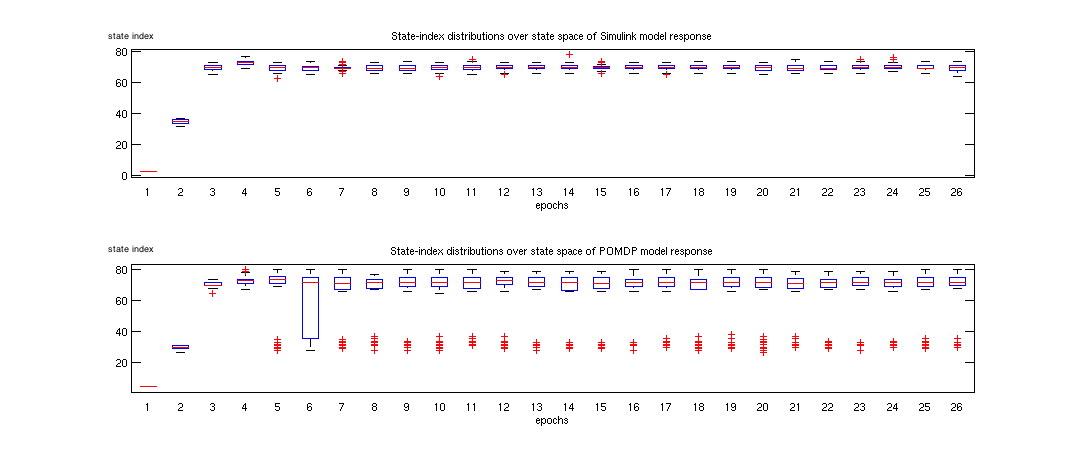 state index
State-index distributions over state space of Simulink model response
80
60
40
20
0
1 2 3 4 5 6 7 8 9 10 11 12 13 14 15 16 17 18 19 20 21 22 23 24 25 26
epochs
state index
State-index distributions over state space of POMDP model response
80
60
40
20
1 2 3 4 5 6 7 8 9 10 11 12 13 14 15 16 17 18 19 20 21 22 23 24 25 26
epochs